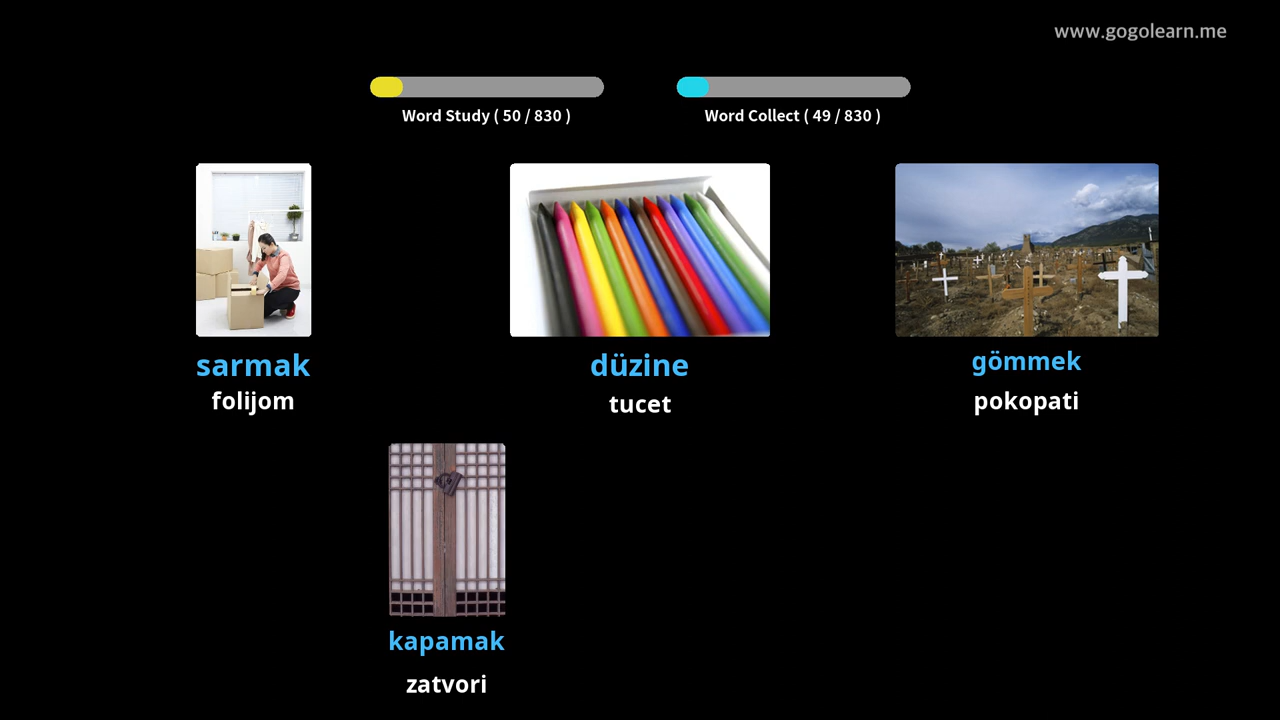 www.gogolearn.me
Word Study ( 50 / 830 )
Word Collect ( 49 / 830 )
sarmak
folijom
düzine
tucet
gömmek
pokopati
kapamak
zatvori